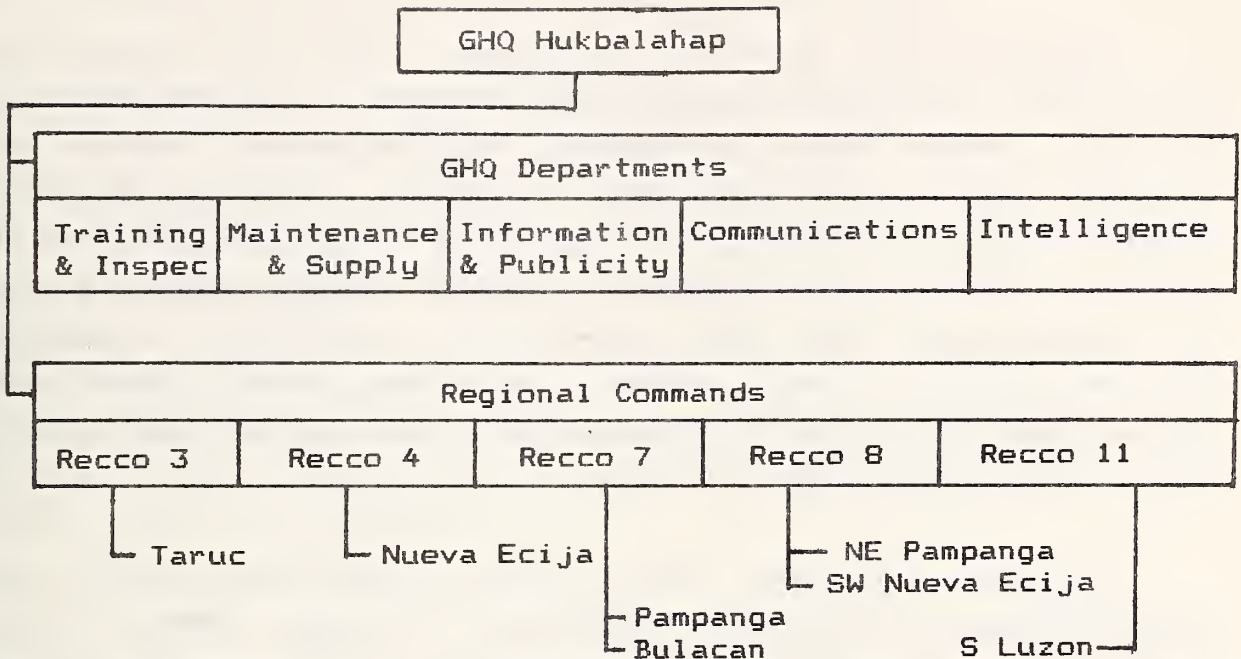 GHQ Hukbalahap
GHQ Departments
Training & Inspec
Maintenance & Supply
Information & Publicity
Communications
Intelligence
Regional Commands
Recco 3
Recco 4
Recco 7
Recco 8
Recco 11
Taruc
Nueva Ecija
Pampanga
Bulacan
NE Pampanga
SW Nueva Ecija
S Luzon